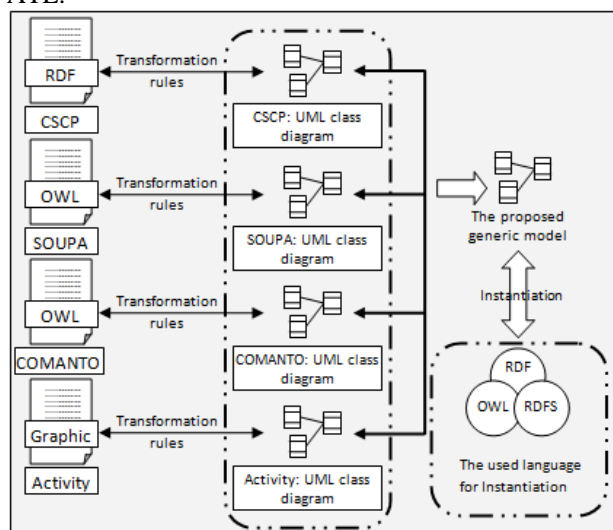 ATL.
RDF
CSCP
Transformation
rules
CSCP: UML class
diagram
OWL
SOUPA
Transformation
rules
SOUPA: UML class
diagram
OWL
COMANTO
Transformation
rules
COMANTO: UML class
diagram
Graphic
Activity
Transformation
rules
Activity: UML class
diagram
The proposed
generic model
Instantiation
RDF
OWL
RDFS
The used language
for Instantiation